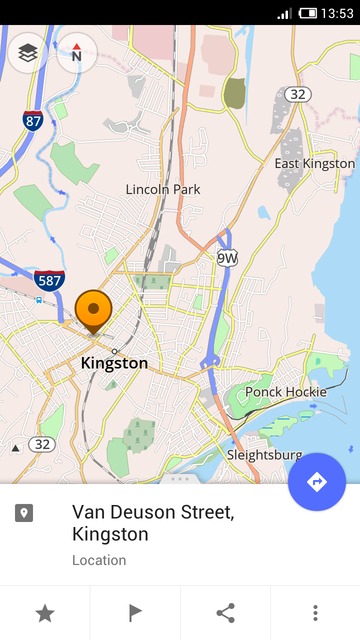 13:53
N
87
32
East Kingston
Lincoln Park
9W
587
Kingston
Ponck Hockie
32
Sleightsburg
Van Deuson Street,
Kingston
Location